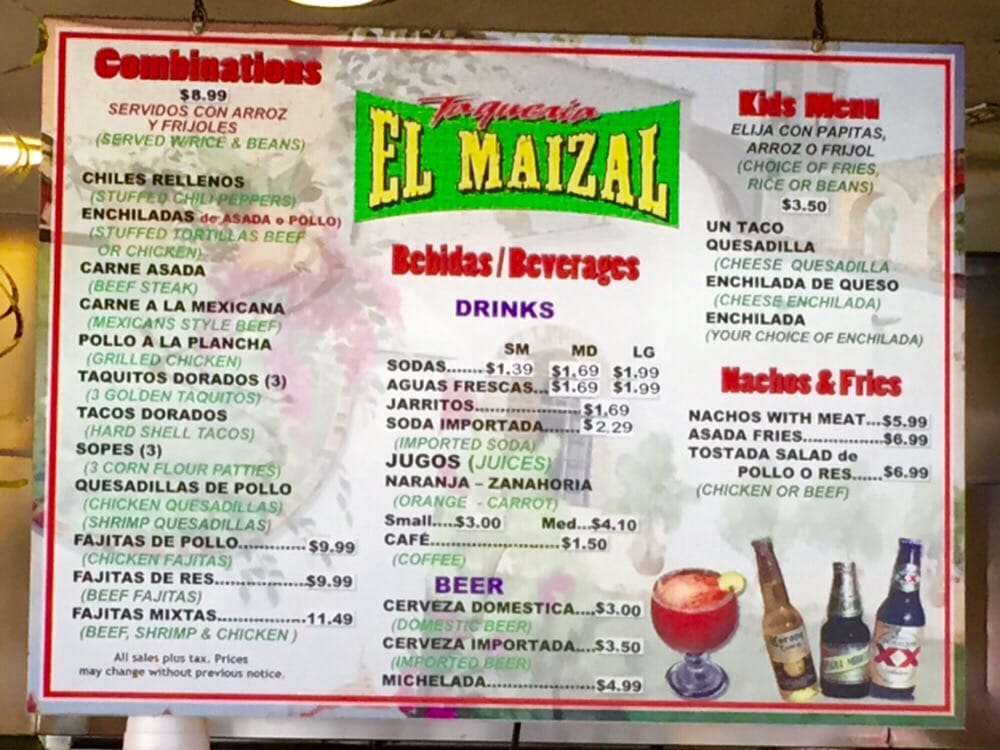 Combinations
$8.99
SERVIDOS CON ARROZ
Y FRIJOLES
(SERVED W/RICE & BEANS)
CHILES RELLENOS
(STUFFED CHILI PEPPERS)
ENCHILADAS de ASADA o POLLO)
(STUFFED TORTILLAS BEEF
OR CHICKEN)
CARNE ASADA
(BEEF STEAK)
CARNE A LA MEXICANA
(MEXICANS STYLE BEEF)
POLLO A LA PLANCHA
(GRILLED CHICKEN)
TAQUITOS DORADOS (3)
(3 GOLDEN TAQUITOS)
TACOS DORADOS
(HARD SHELL TACOS)
SOPES (3)
(3 CORN FLOUR PATTIES)
QUESADILLAS DE POLLO
(CHICKEN QUESADILLAS)
(SHRIMP QUESADILLAS)
FAJITAS DE POLLO............$9.99
(CHICKEN FAJITAS)
FAJITAS DE RES................$9.99
(BEEF FAJITAS)
FAJITAS MIXTAS...............11.49
(BEEF, SHRIMP & CHICKEN )
All sales plus tax. Prices
may change without previous notice.
Taqueria
EL MAIZAL
Bebidas/Beverages
DRINKS
SM MD LG
SODAS.......$1.39 $1.69 $1.99
AGUAS FRESCAS...$1.69 $1.99
JARRITOS..................$1.69
SODA IMPORTADA.......$2.29
(IMPORTED SODA)
JUGOS (JUICES)
NARANJA – ZANAHORIA
(ORANGE - CARROT)
Small....$3.00 Med...$4.10
CAFÉ..........................$1.50
(COFFEE)
BEER
CERVEZA DOMESTICA....$3.00
(DOMESTIC BEER)
CERVEZA IMPORTADA....$3.50
(IMPORTED BEER)
MICHELADA....................$4.99
Kids Menu
ELIJA CON PAPITAS,
ARROZ O FRIJOL
(CHOICE OF FRIES,
RICE OR BEANS)
$3.50
UN TACO
QUESADILLA
(CHEESE QUESADILLA
ENCHILADA DE QUESO
(CHEESE ENCHILADA)
ENCHILADA
(YOUR CHOICE OF ENCHILADA)
Nachos & Fries
NACHOS WITH MEAT...$5.99
ASADA FRIES................$6.99
TOSTADA SALAD de
POLLO O RES...$6.99
(CHICKEN OR BEEF)
Corona
XX
XX